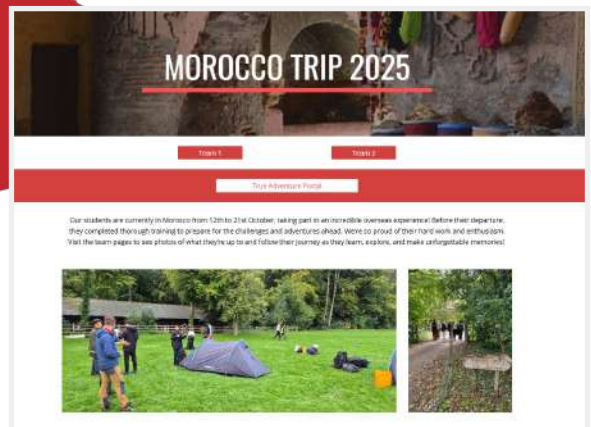 MOROCCO TRIP 2025
Team 1
Team 2
True Adventure Portal
Our students are currently in Morocco from 12th to 21st October, taking part in an incredible overseas experience! Before their departure,
they completed thorough training to prepare for the challenges and adventures ahead. We're so proud of their hard work and enthusiasm.
Visit the team pages to see photos of what they're up to and follow their journey as they learn, explore, and make unforgettable memories!